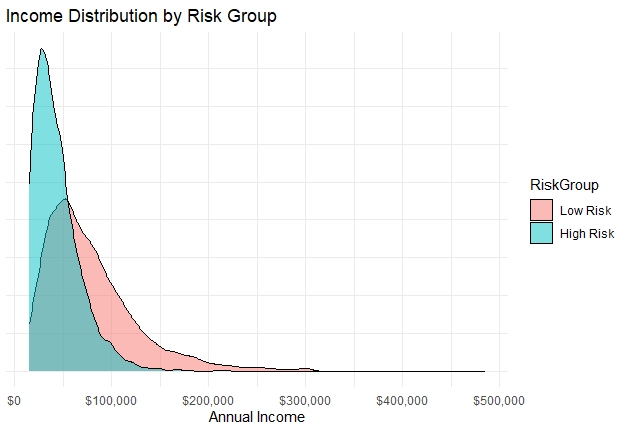 Income Distribution by Risk Group
RiskGroup
Low Risk
High Risk
$0
$100,000
$200,000
$300,000
$400,000
$500,000
Annual Income